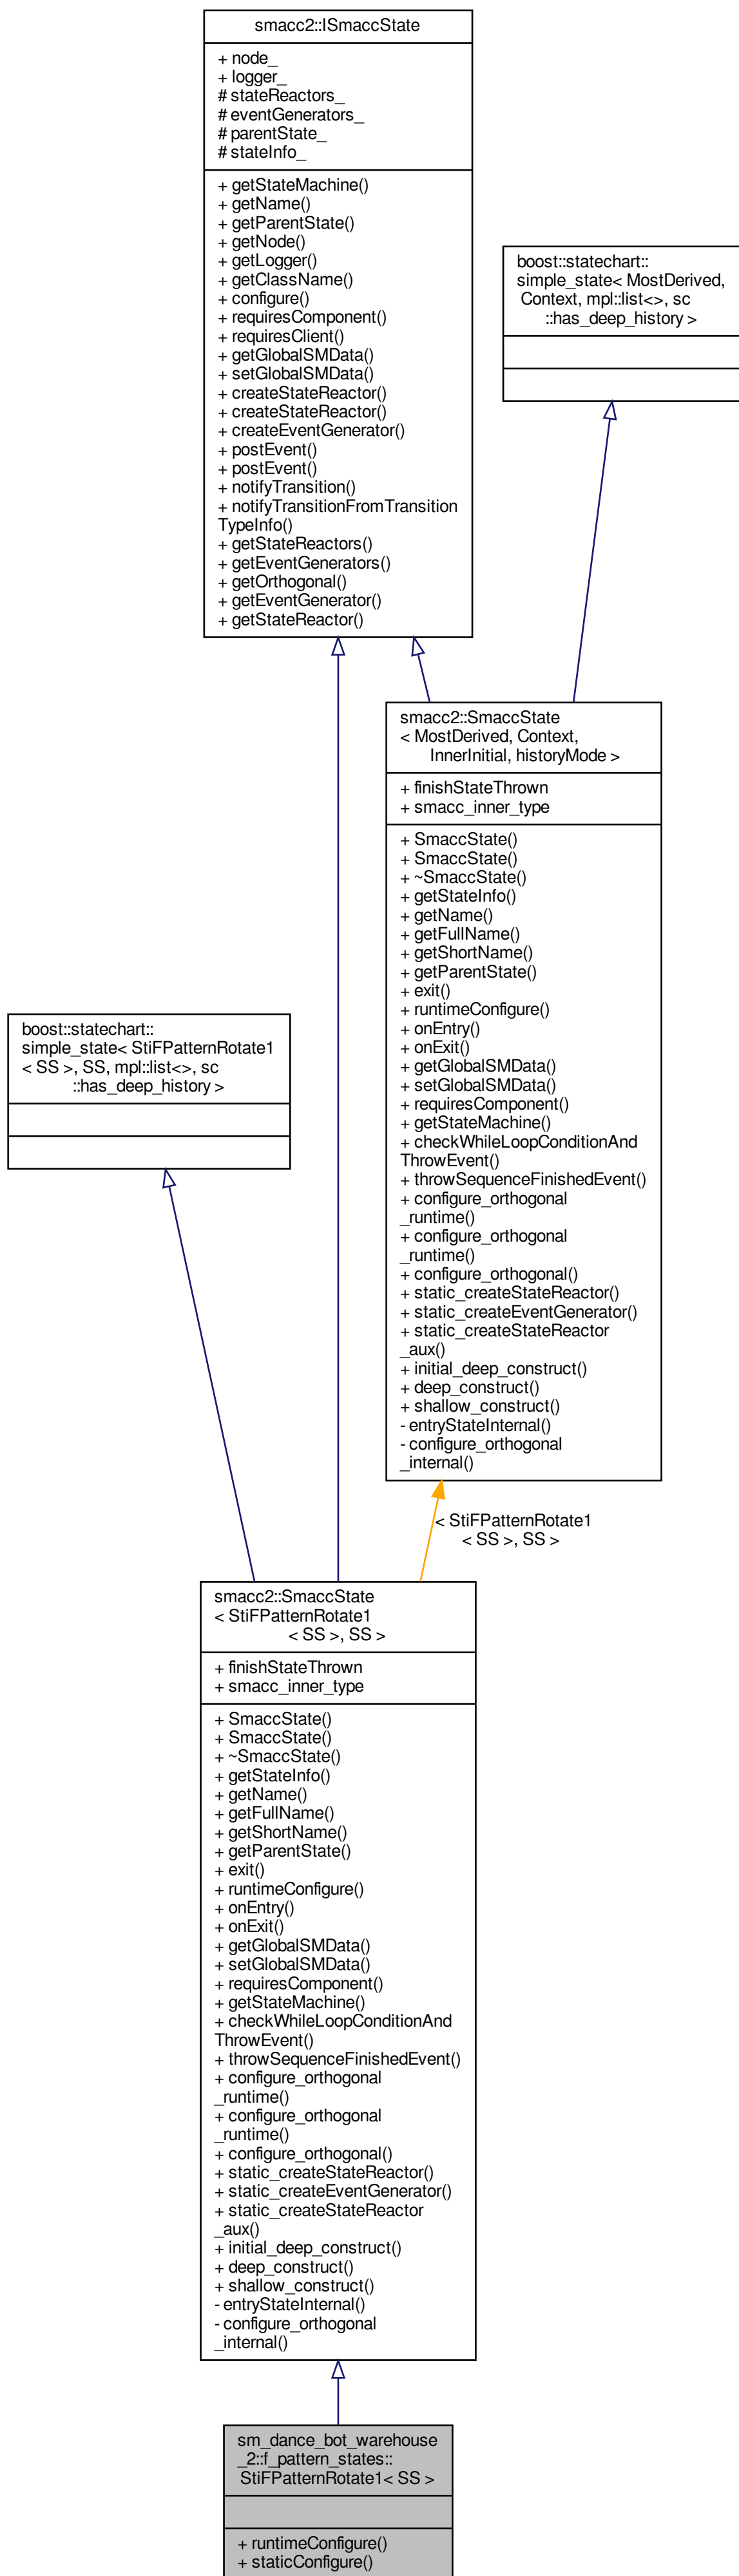 smacc2::ISmaccState
+ node_
+ logger_
# stateReactors_
# eventGenerators_
# parentState_
# stateInfo_
+ getStateMachine()
+ getName()
+ getParentState()
+ getNode()
+ getLogger()
+ getClassName()
+ configure()
+ requiresComponent()
+ requiresClient()
+ getGlobalSMData()
+ setGlobalSMData()
+ createStateReactor()
+ createStateReactor()
+ createEventGenerator()
+ postEvent()
+ postEvent()
+ notifyTransition()
+ notifyTransitionFromTransition
TypeInfo()
+ getStateReactors()
+ getEventGenerators()
+ getOrthogonal()
+ getEventGenerator()
+ getStateReactor()
boost::statechart::
simple_state< MostDerived,
Context, mpl::list<>, sc
::has_deep_history >
smacc2::SmaccState
< MostDerived, Context,
InnerInitial, historyMode >
+ finishStateThrown
+ smacc_inner_type
+ SmaccState()
+ SmaccState()
+ ~SmaccState()
+ getStateInfo()
+ getName()
+ getFullName()
+ getShortName()
+ getParentState()
+ exit()
+ runtimeConfigure()
+ onEntry()
+ onExit()
+ getGlobalSMData()
+ setGlobalSMData()
+ requiresComponent()
+ getStateMachine()
+ checkWhileLoopConditionAnd
ThrowEvent()
+ throwSequenceFinishedEvent()
+ configure_orthogonal
_runtime()
+ configure_orthogonal
_runtime()
+ configure_orthogonal()
+ static_createStateReactor()
+ static_createEventGenerator()
+ static_createStateReactor
_aux()
+ initial_deep_construct()
+ deep_construct()
+ shallow_construct()
- entryStateInternal()
- configure_orthogonal
_internal()
boost::statechart::
simple_state< StiFPatternRotate1
< SS >, SS, mpl::list<>, sc
::has_deep_history >
< StiFPatternRotate1
< SS >, SS >
smacc2::SmaccState
< StiFPatternRotate1
< SS >, SS >
+ finishStateThrown
+ smacc_inner_type
+ SmaccState()
+ SmaccState()
+ ~SmaccState()
+ getStateInfo()
+ getName()
+ getFullName()
+ getShortName()
+ getParentState()
+ exit()
+ runtimeConfigure()
+ onEntry()
+ onExit()
+ getGlobalSMData()
+ setGlobalSMData()
+ requiresComponent()
+ getStateMachine()
+ checkWhileLoopConditionAnd
ThrowEvent()
+ throwSequenceFinishedEvent()
+ configure_orthogonal
_runtime()
+ configure_orthogonal
_runtime()
+ configure_orthogonal()
+ static_createStateReactor()
+ static_createEventGenerator()
+ static_createStateReactor
_aux()
+ initial_deep_construct()
+ deep_construct()
+ shallow_construct()
- entryStateInternal()
- configure_orthogonal
_internal()
sm_dance_bot_warehouse
_2::f_pattern_states::
StiFPatternRotate1< SS >
+ runtimeConfigure()
+ staticConfigure()